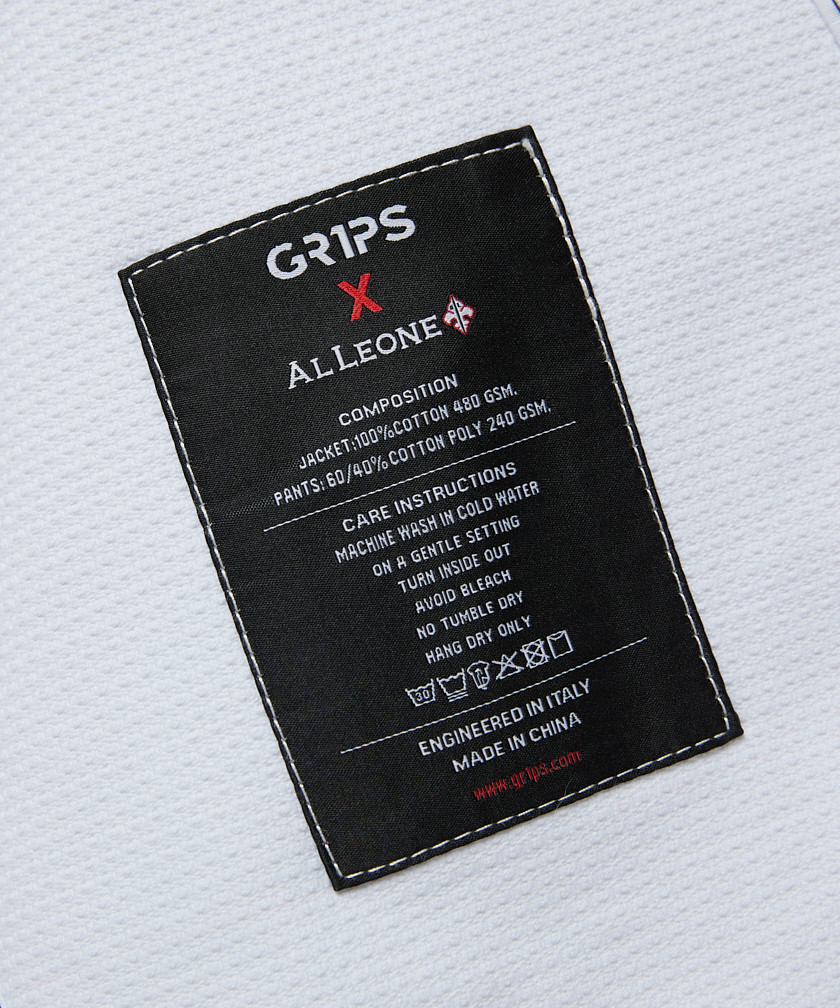 GR1PS
X
ÀL LEONE
COMPOSITION
JACKET:100%COTTON 480 GSM.
PANTS: 60/40% COTTON POLY 240 GSM.
CARE INSTRUCTIONS
MACHINE WASH IN COLD WATER
ON A GENTLE SETTING
TURN INSIDE OUT
AVOID BLEACH
NO TUMBLE DRY
HANG DRY ONLY
30
ENGINEERED IN ITALY
MADE IN CHINA
www.gr1ps.com